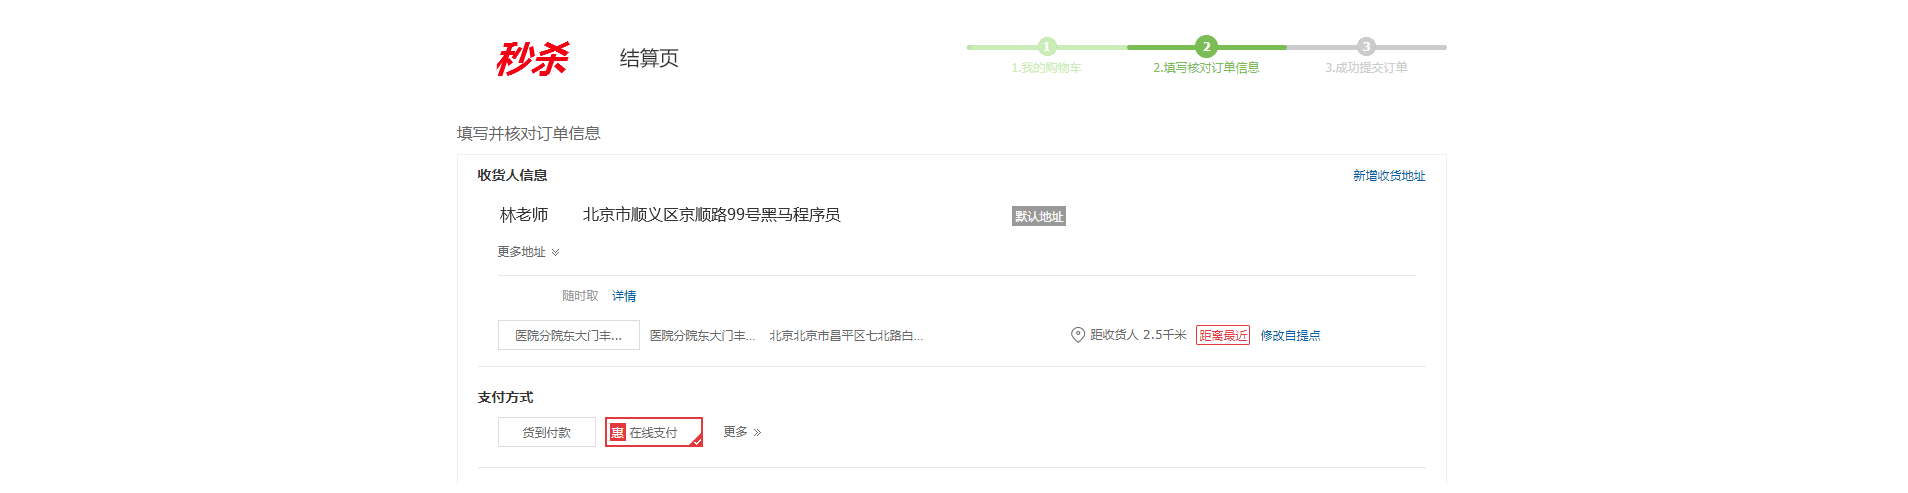 秒杀 结算页
1 2 3
1.我的购物车 2.填写核对订单信息 3.成功提交订单
填写并核对订单信息
收货人信息 新增收货地址
林老师 北京市顺义区京顺路99号黑马程序员 默认地址
更多地址
随时取 详情
医院分院东大门丰... 医院分院东大门丰... 北京北京市昌平区七北路白... 距收货人 2.5千米 距离最近 修改自提点
支付方式
货到付款 惠 在线支付 更多